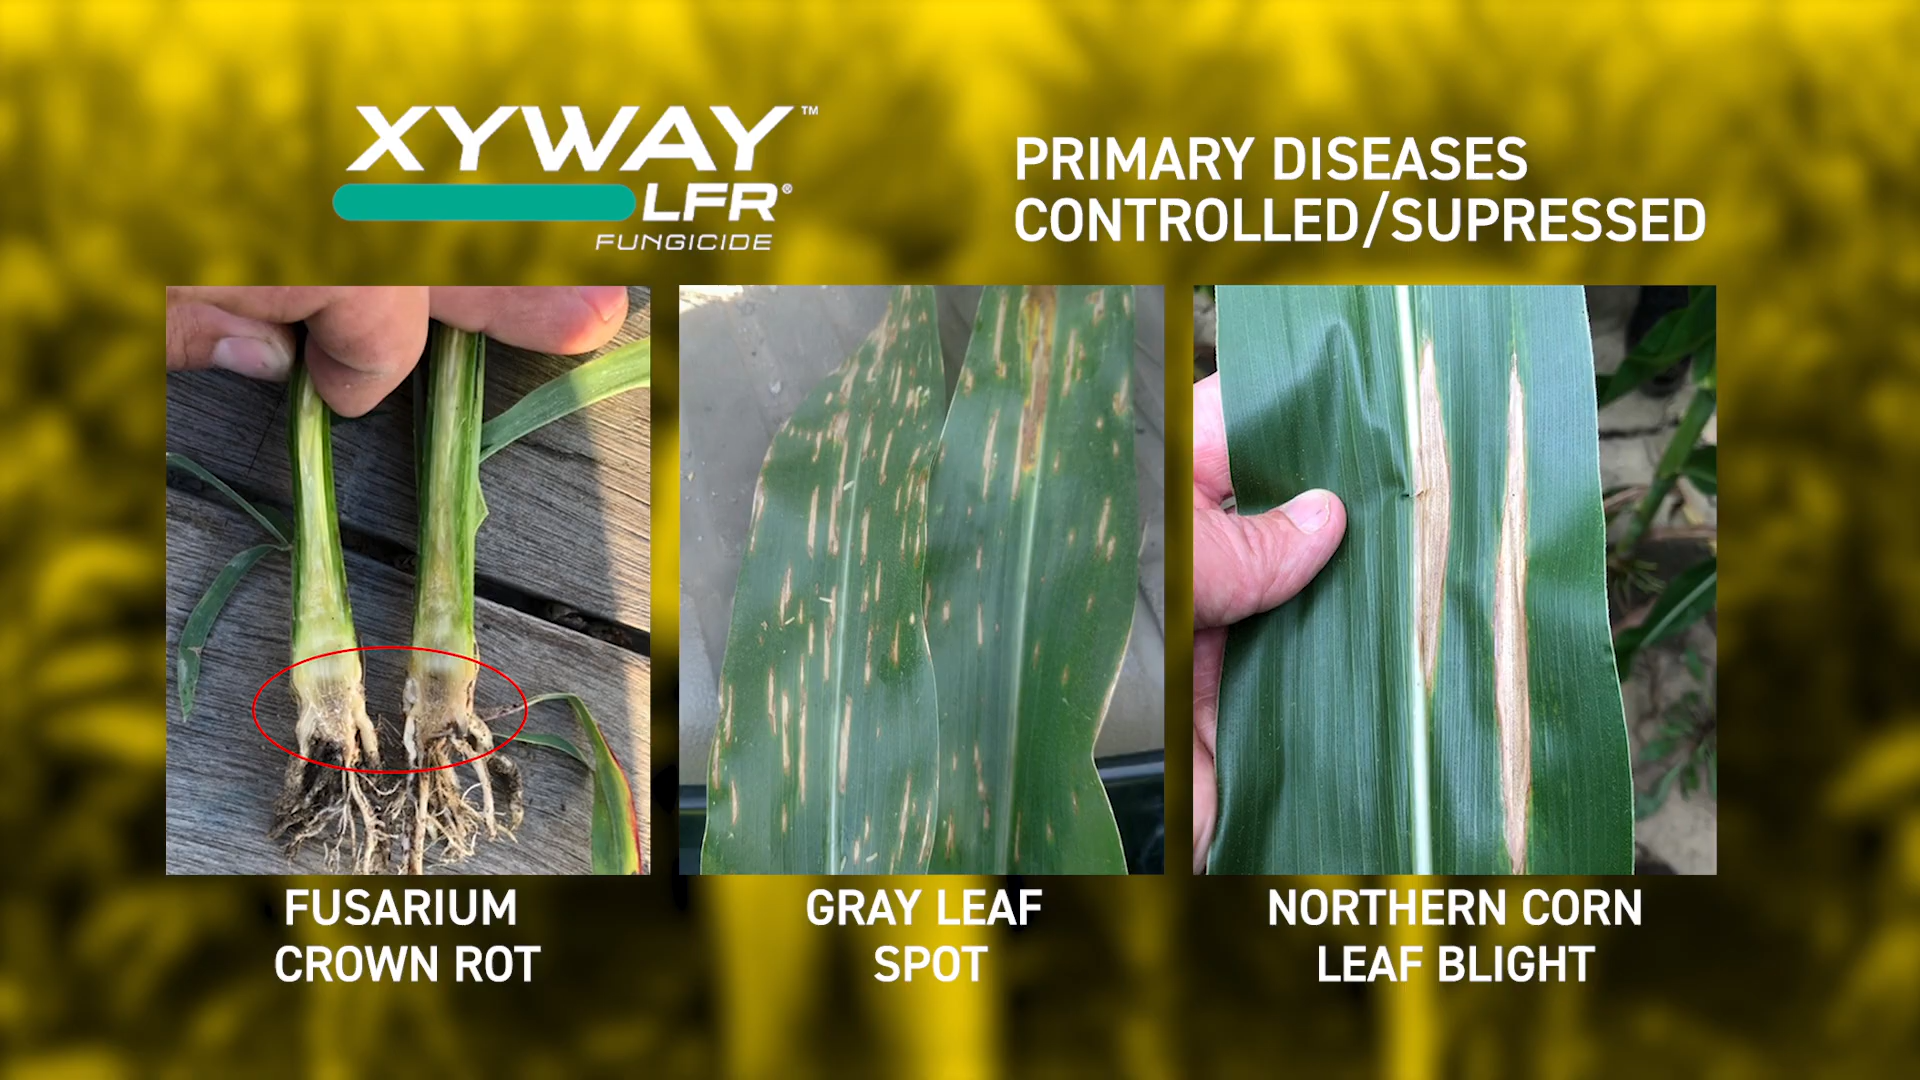 XYWAY™
LFR®
FUNGICIDE
PRIMARY DISEASES
CONTROLLED/SUPRESSED
FUSARIUM
CROWN ROT
GRAY LEAF
SPOT
NORTHERN CORN
LEAF BLIGHT